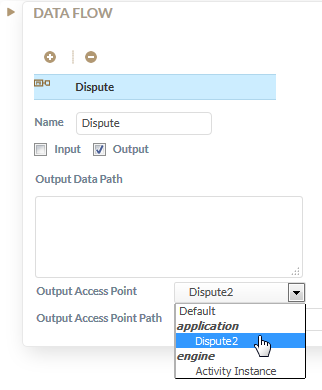 DATA FLOW
Dispute
Name Dispute
Input Output
Output Data Path
Output Access Point Dispute2
Default
application
Output Access Point Path Dispute2
engine
Activity Instance